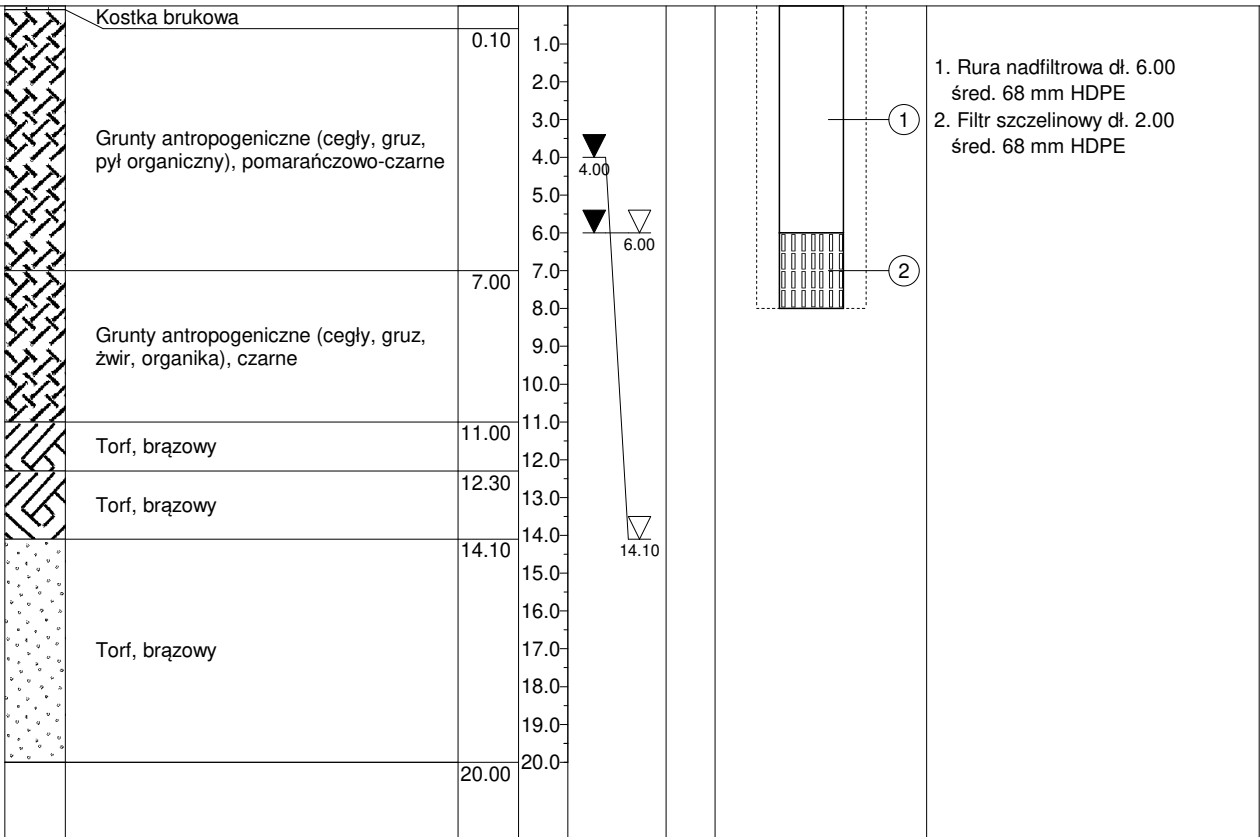 Kostka brukowa
0.10
Grunty antropogeniczne (cegły, gruz,
pył organiczny), pomarańczowo-czarne
7.00
Grunty antropogeniczne (cegły, gruz,
żwir, organika), czarne
11.00
Torf, brązowy
12.30
Torf, brązowy
14.10
Torf, brązowy
20.00
1.0
2.0
3.0
4.0
5.0
6.0
7.0
8.0
9.0
10.0
11.0
12.0
13.0
14.0
15.0
16.0
17.0
18.0
19.0
20.0
4.00
6.00
14.10
1
2
1. Rura nadfiltrowa dł. 6.00
śred. 68 mm HDPE
2. Filtr szczelinowy dł. 2.00
śred. 68 mm HDPE